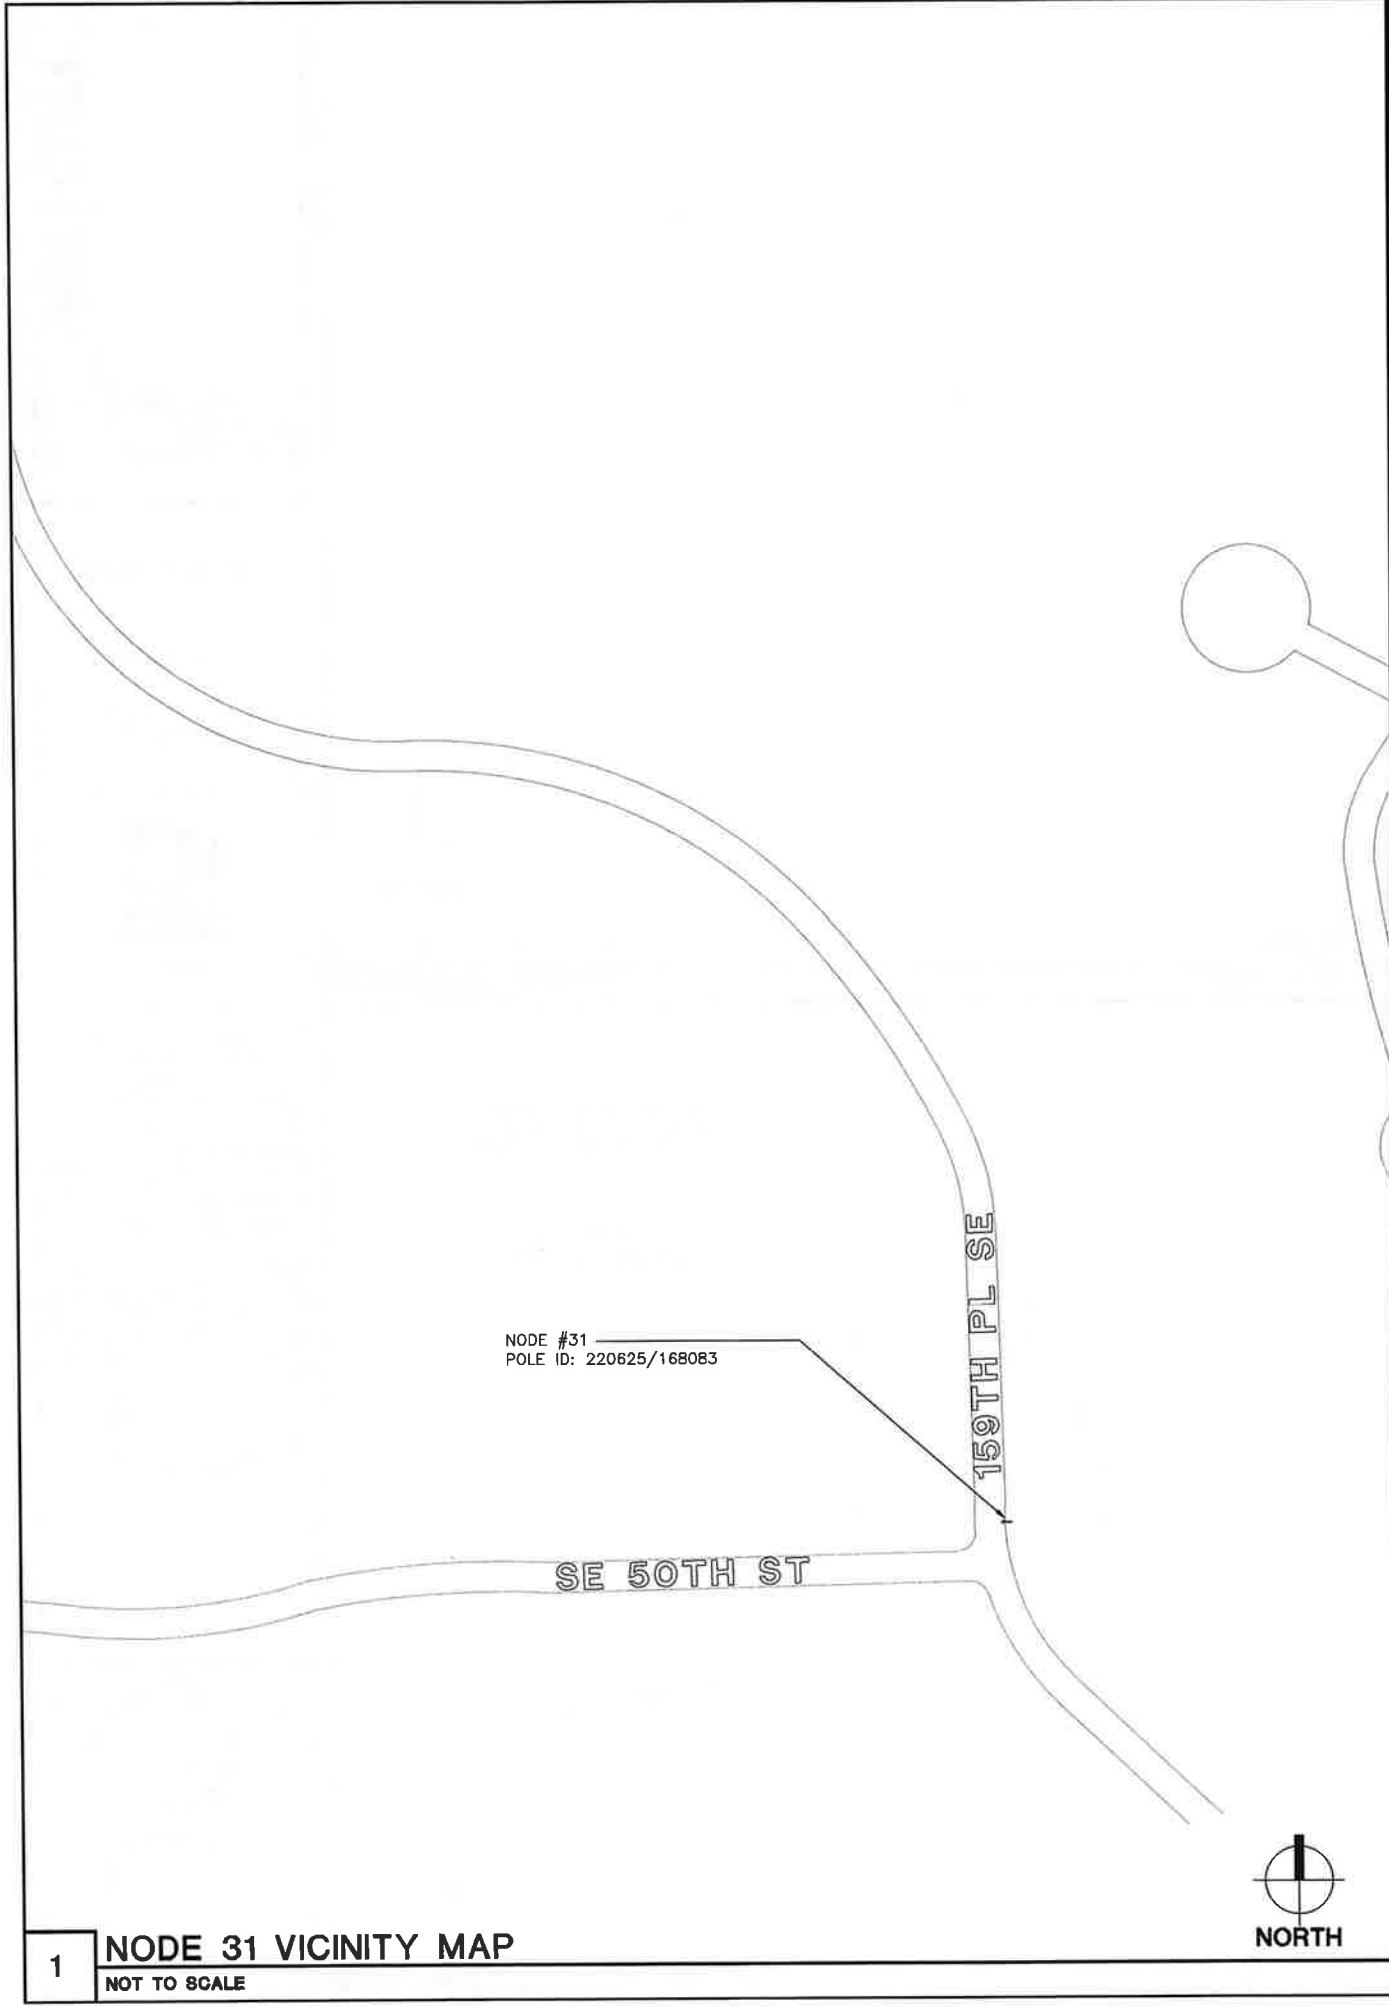 159TH PL SE
NODE #31
POLE ID: 220625/168083
SE 50TH ST
NORTH
1
NODE 31 VICINITY MAP
NOT TO SCALE